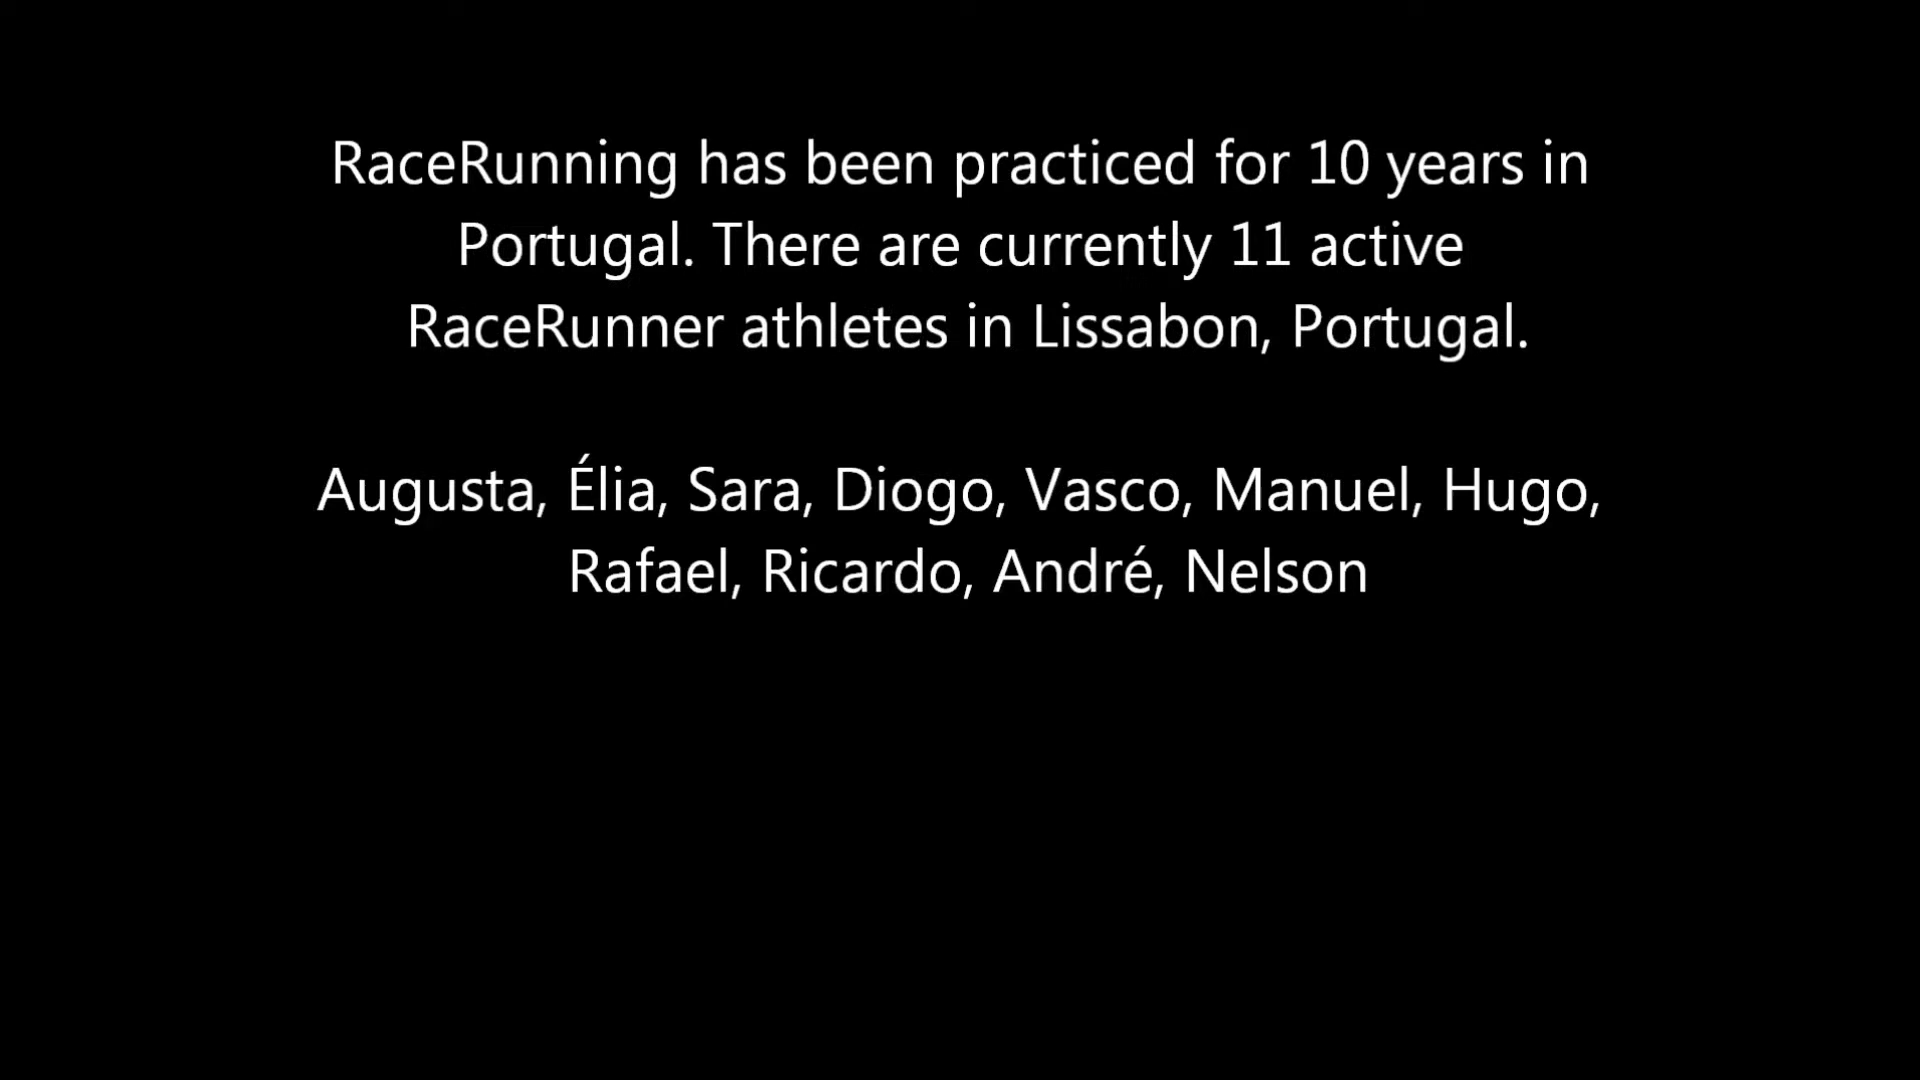 RaceRunning has been practiced for 10 years in
Portugal. There are currently 11 active
RaceRunner athletes in Lissabon, Portugal.
Augusta, Élia, Sara, Diogo, Vasco, Manuel, Hugo,
Rafael, Ricardo, André, Nelson